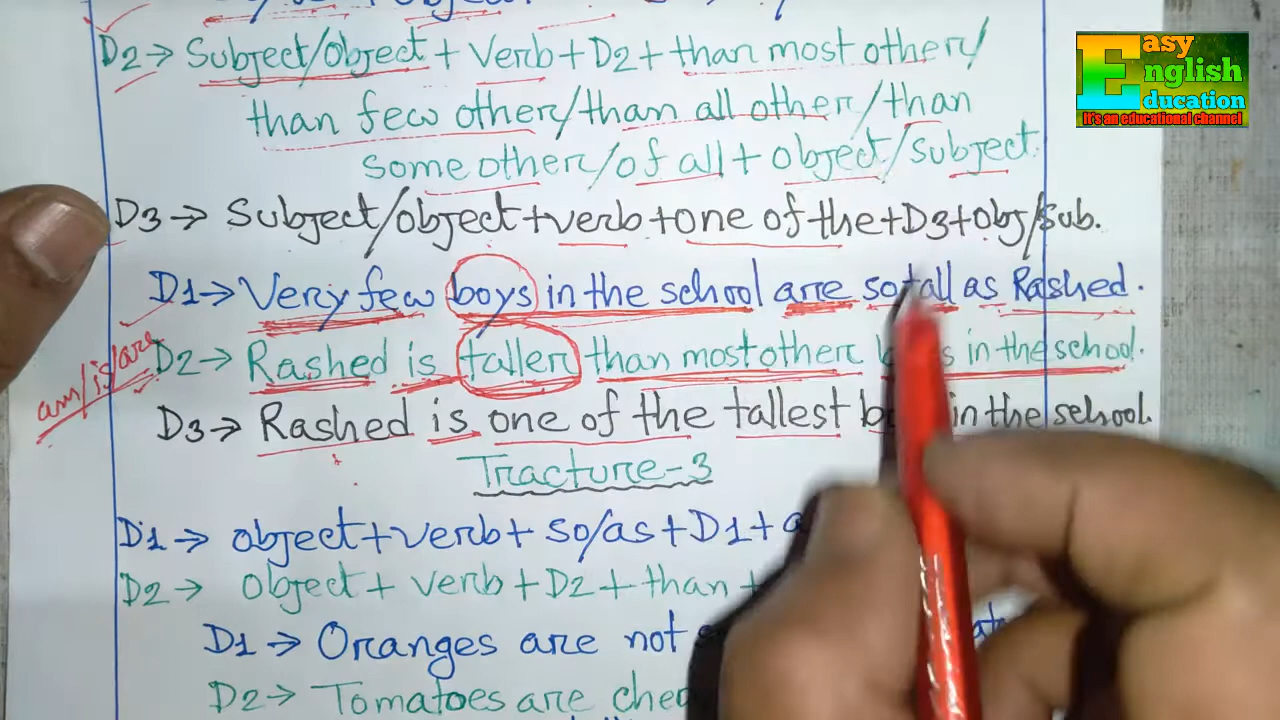 Easy
English
Education
It's an educational channel
D2→ Subject/object + Verb + D2 + than most other/
than few other/than all other/than
some other/of all + object/subject.
D3→ Subject/object+verb+one of the+D3+obj/sub.
D1→ Very few boys in the school are so tall as Rashed.
am/is/are
D2→ Rashed is taller than most other in the school.
D3→ Rashed is one of the tallest in the school.
Tracture-3
D1→ object+verb+so/as+D1+
D2→ object+ verb +D2+than+
D1→ Oranges are not
D2→ Tomatoes are